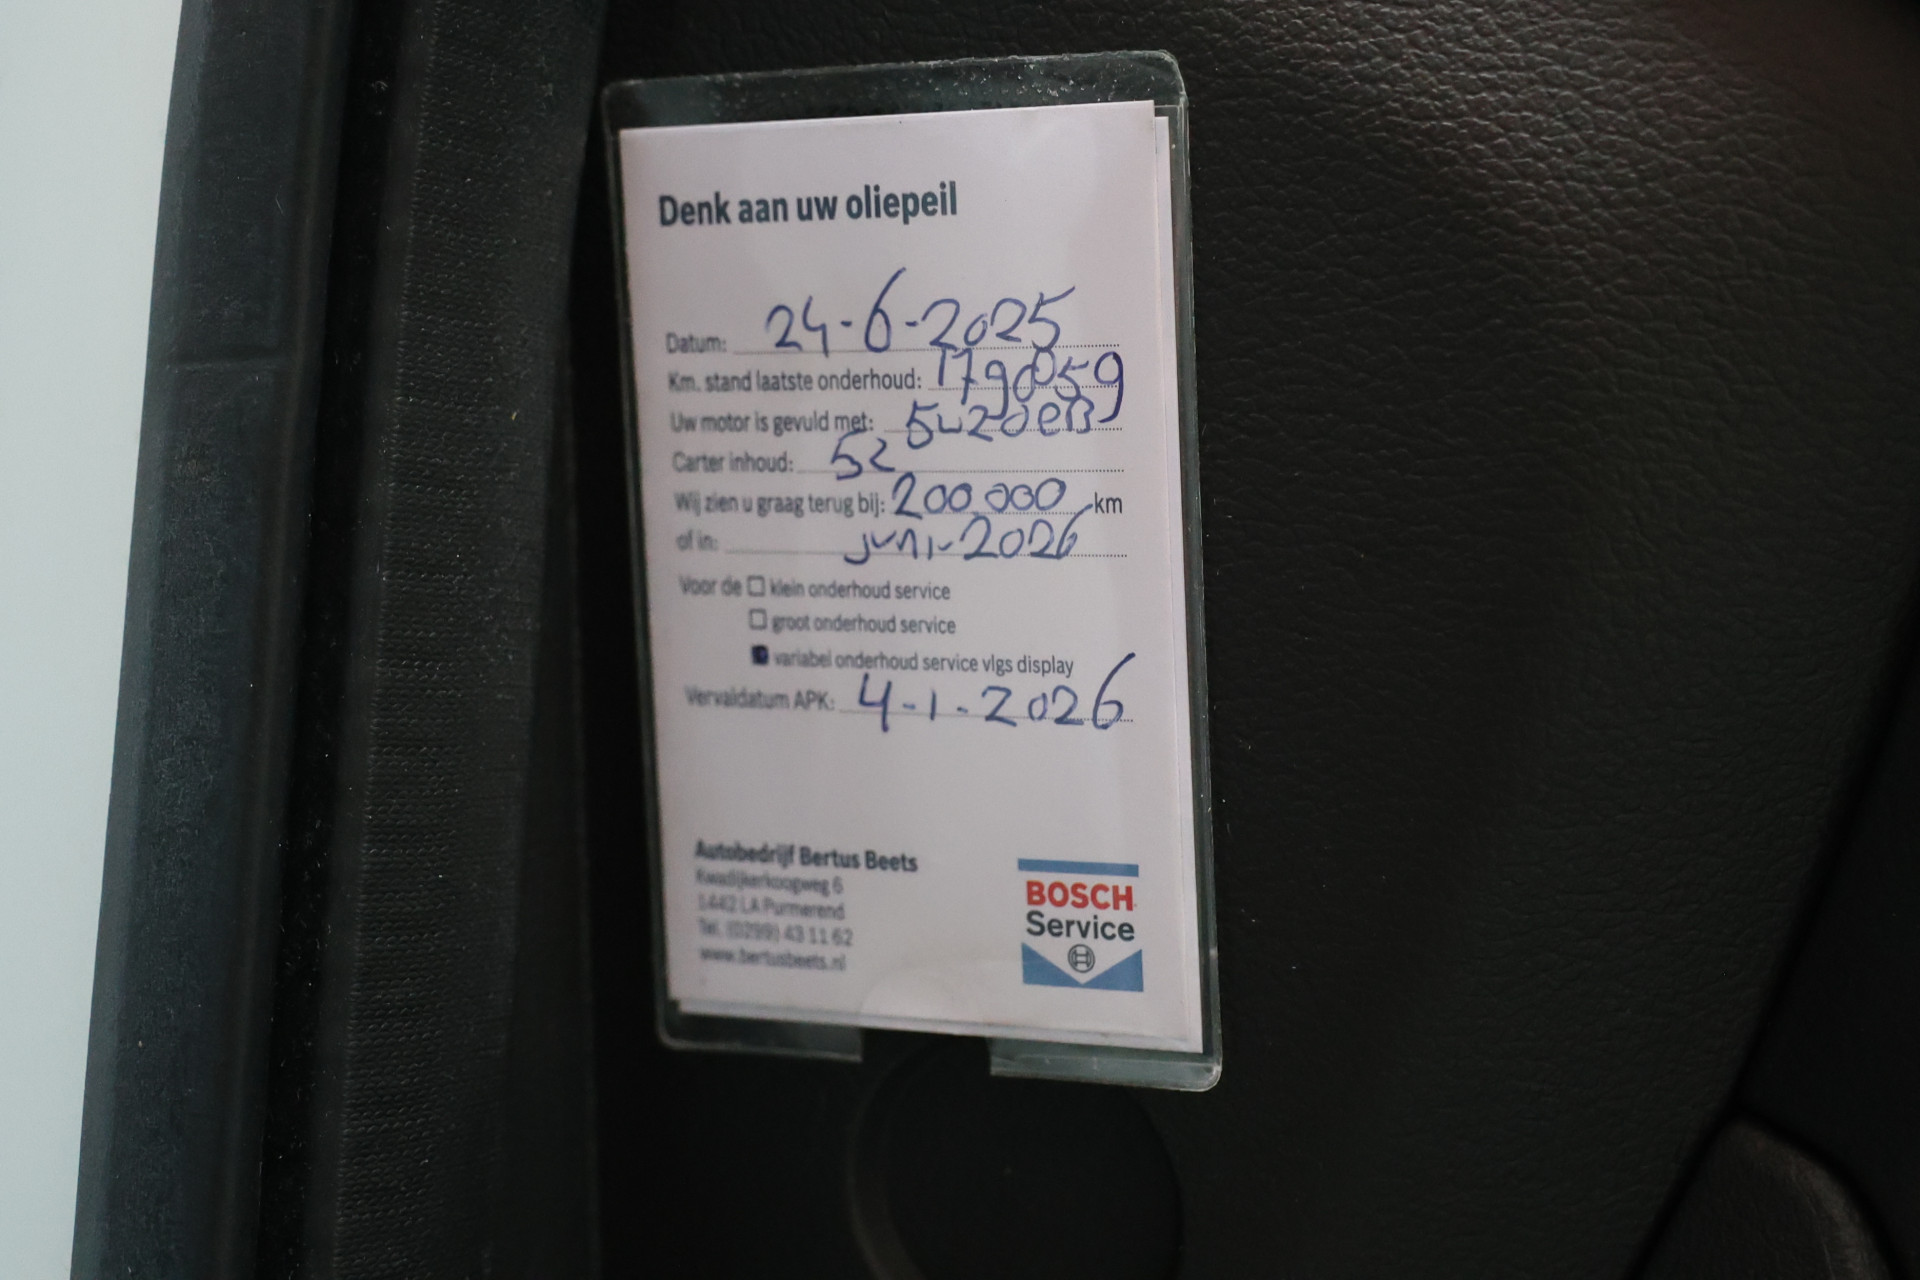 Denk aan uw oliepeil
Datum: 24-6-2025
Km. stand laatste onderhoud: 179059
Uw motor is gevuld met: 5w20eB
Carter inhoud: 5L
Wij zien u graag terug bij: 200.000 km
of in: juni-2026
Voor de ☐ klein onderhoud service
☐ groot onderhoud service
☒ variabel onderhoud service vlgs display
Vervaldatum APK: 4-1-2026
Autobedrijf Bertus Beets
Kwadijkerkoogweg 6
1442 LA Purmerend
Tel. (0299) 43 11 62
www.bertusbeets.nl
BOSCH
Service